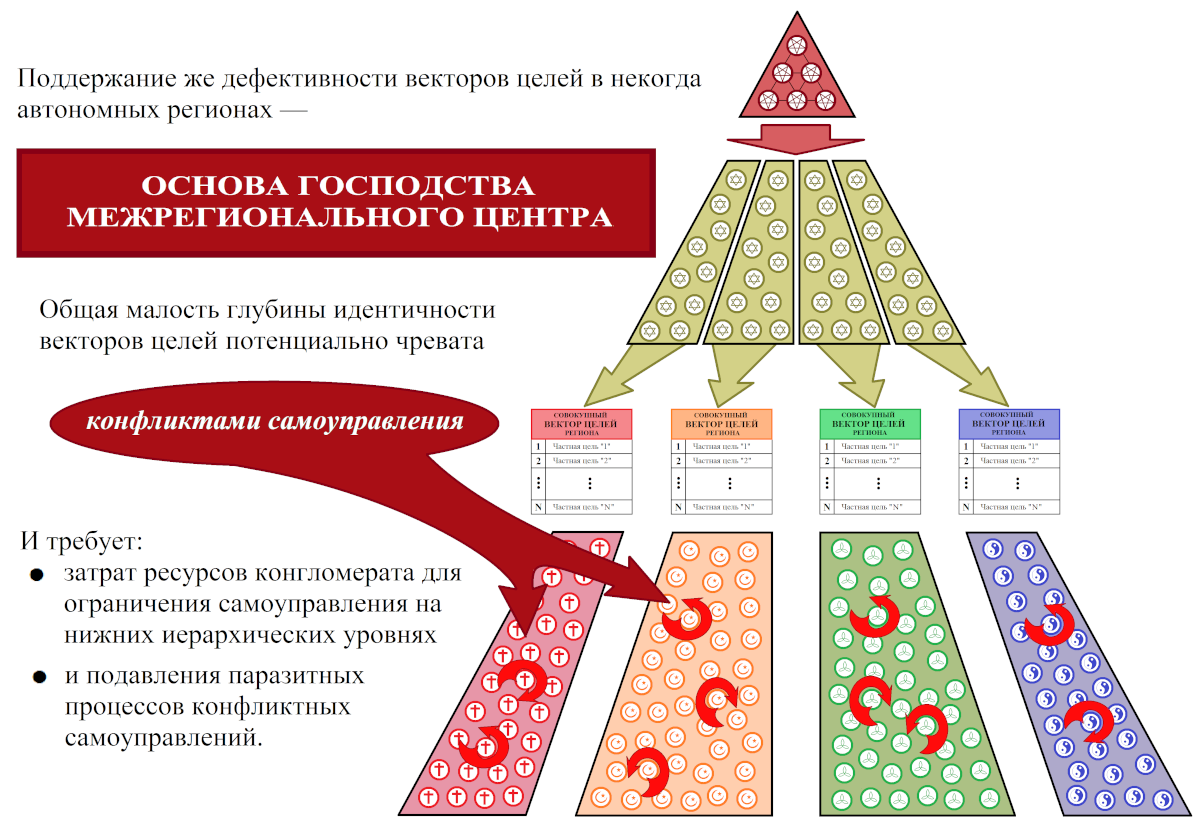 Поддержание же дефективности векторов целей в некогда
автономных регионах —
ОСНОВА ГОСПОДСТВА
МЕЖРЕГИОНАЛЬНОГО ЦЕНТРА
Общая малость глубины идентичности
векторов целей потенциально чревата
конфликтами самоуправления
И требует:
● затрат ресурсов конгломерата для
ограничения самоуправления на
нижних иерархических уровнях
● и подавления паразитных
процессов конфликтных
самоуправлений.
СОВОКУПНЫЙ
ВЕКТОР ЦЕЛЕЙ
РЕГИОНА
1 Частная цель "1"
2 Частная цель "2"
⋮ ⋮
N Частная цель "N"
СОВОКУПНЫЙ
ВЕКТОР ЦЕЛЕЙ
РЕГИОНА
1 Частная цель "1"
2 Частная цель "2"
⋮ ⋮
N Частная цель "N"
СОВОКУПНЫЙ
ВЕКТОР ЦЕЛЕЙ
РЕГИОНА
1 Частная цель "1"
2 Частная цель "2"
⋮ ⋮
N Частная цель "N"
СОВОКУПНЫЙ
ВЕКТОР ЦЕЛЕЙ
РЕГИОНА
1 Частная цель "1"
2 Частная цель "2"
⋮ ⋮
N Частная цель "N"